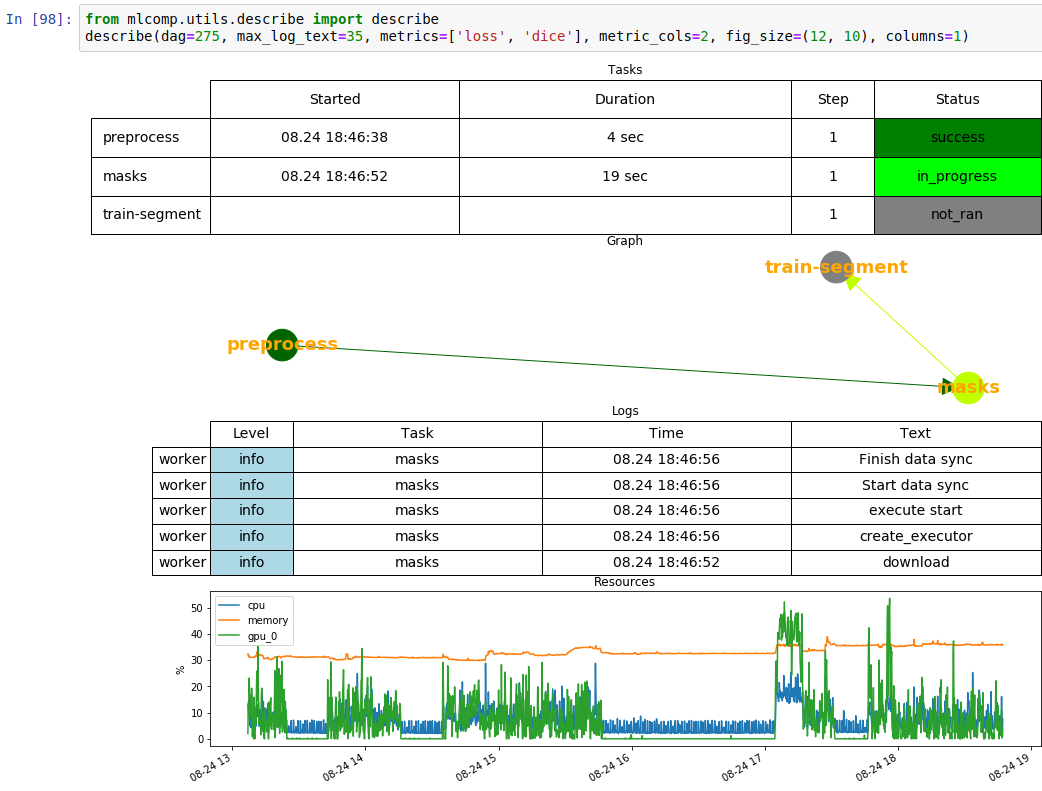 In [98]: from mlcomp.utils.describe import describe
describe(dag=275, max_log_text=35, metrics=['loss', 'dice'], metric_cols=2, fig_size=(12, 10), columns=1)
Tasks
Started Duration Step Status
preprocess 08.24 18:46:38 4 sec 1 success
masks 08.24 18:46:52 19 sec 1 in_progress
train-segment 1 not_ran
Graph
train-segment
preprocess
masks
Logs
Level Task Time Text
worker info masks 08.24 18:46:56 Finish data sync
worker info masks 08.24 18:46:56 Start data sync
worker info masks 08.24 18:46:56 execute start
worker info masks 08.24 18:46:56 create_executor
worker info masks 08.24 18:46:52 download
Resources
cpu
memory
gpu_0
%
50
40
30
20
10
0
08-24 13 08-24 14 08-24 15 08-24 16 08-24 17 08-24 18 08-24 19